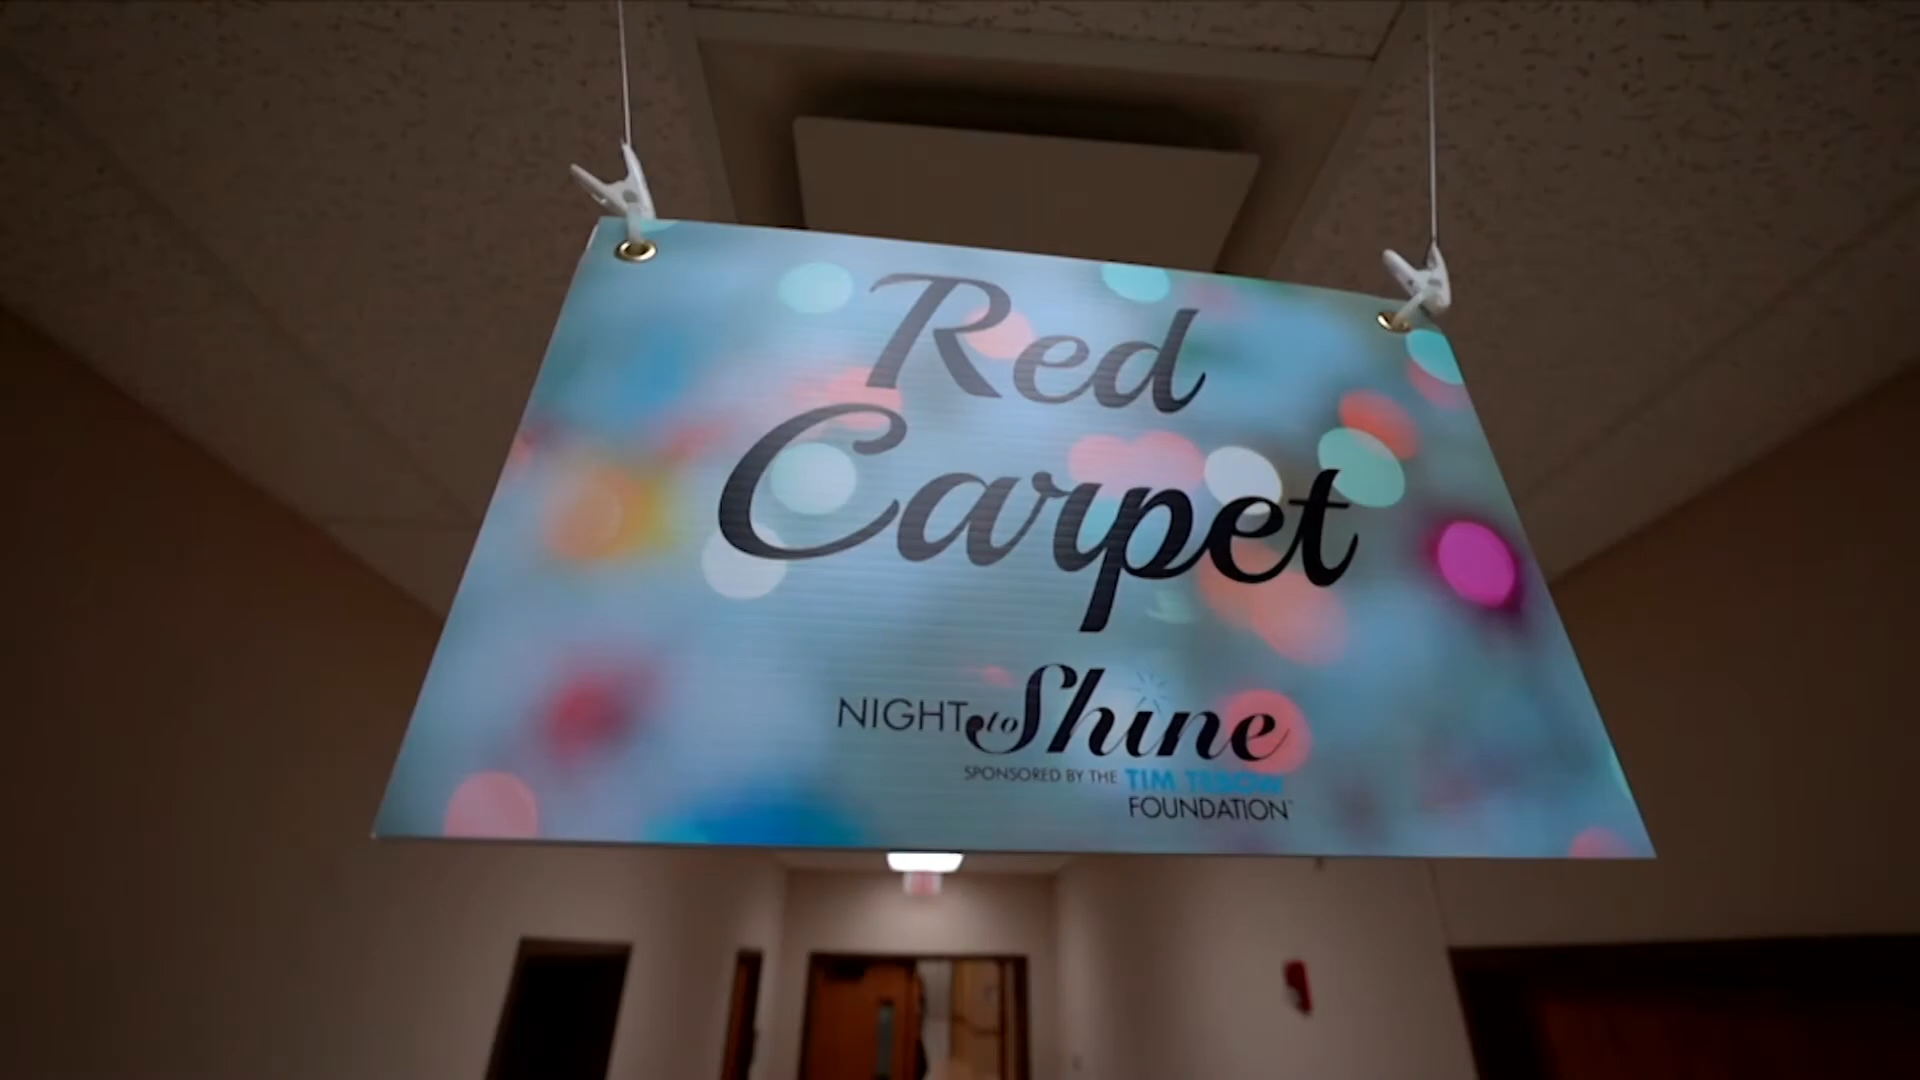 Red
Carpet
NIGHT to Shine
SPONSORED BY THE TIM TEBOW
FOUNDATION